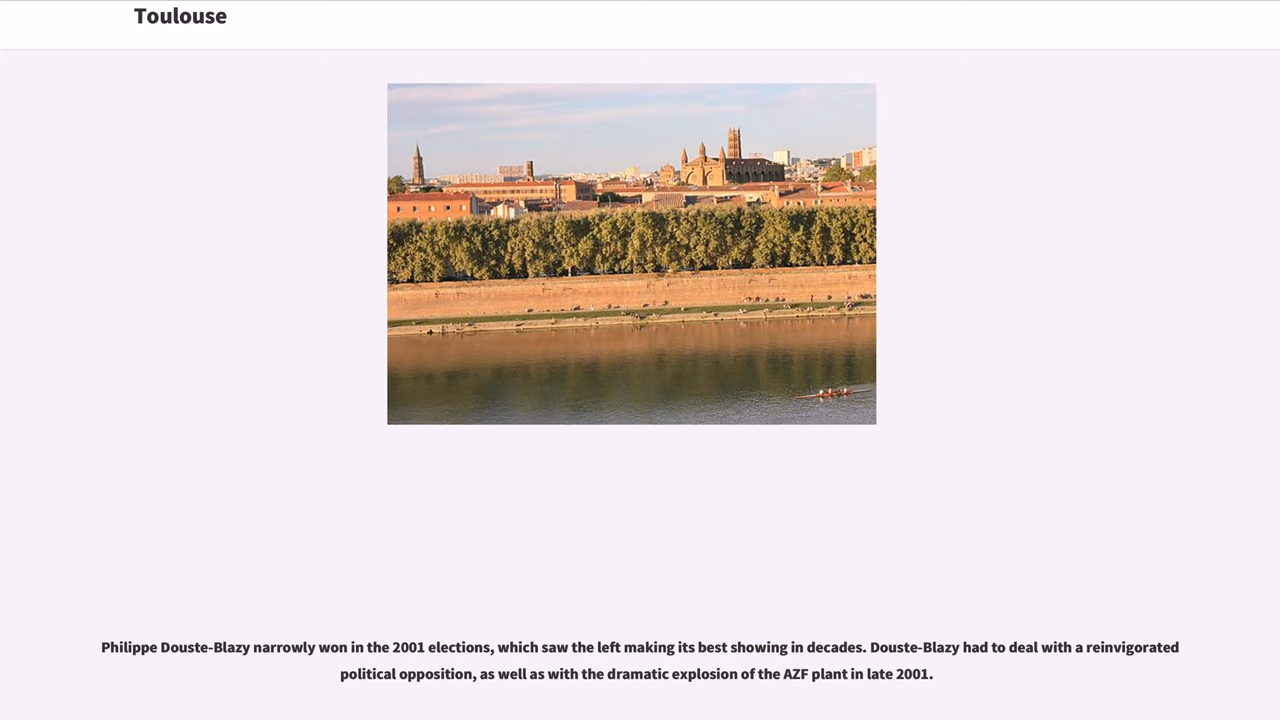 Toulouse
Philippe Douste-Blazy narrowly won in the 2001 elections, which saw the left making its best showing in decades. Douste-Blazy had to deal with a reinvigorated
political opposition, as well as with the dramatic explosion of the AZF plant in late 2001.